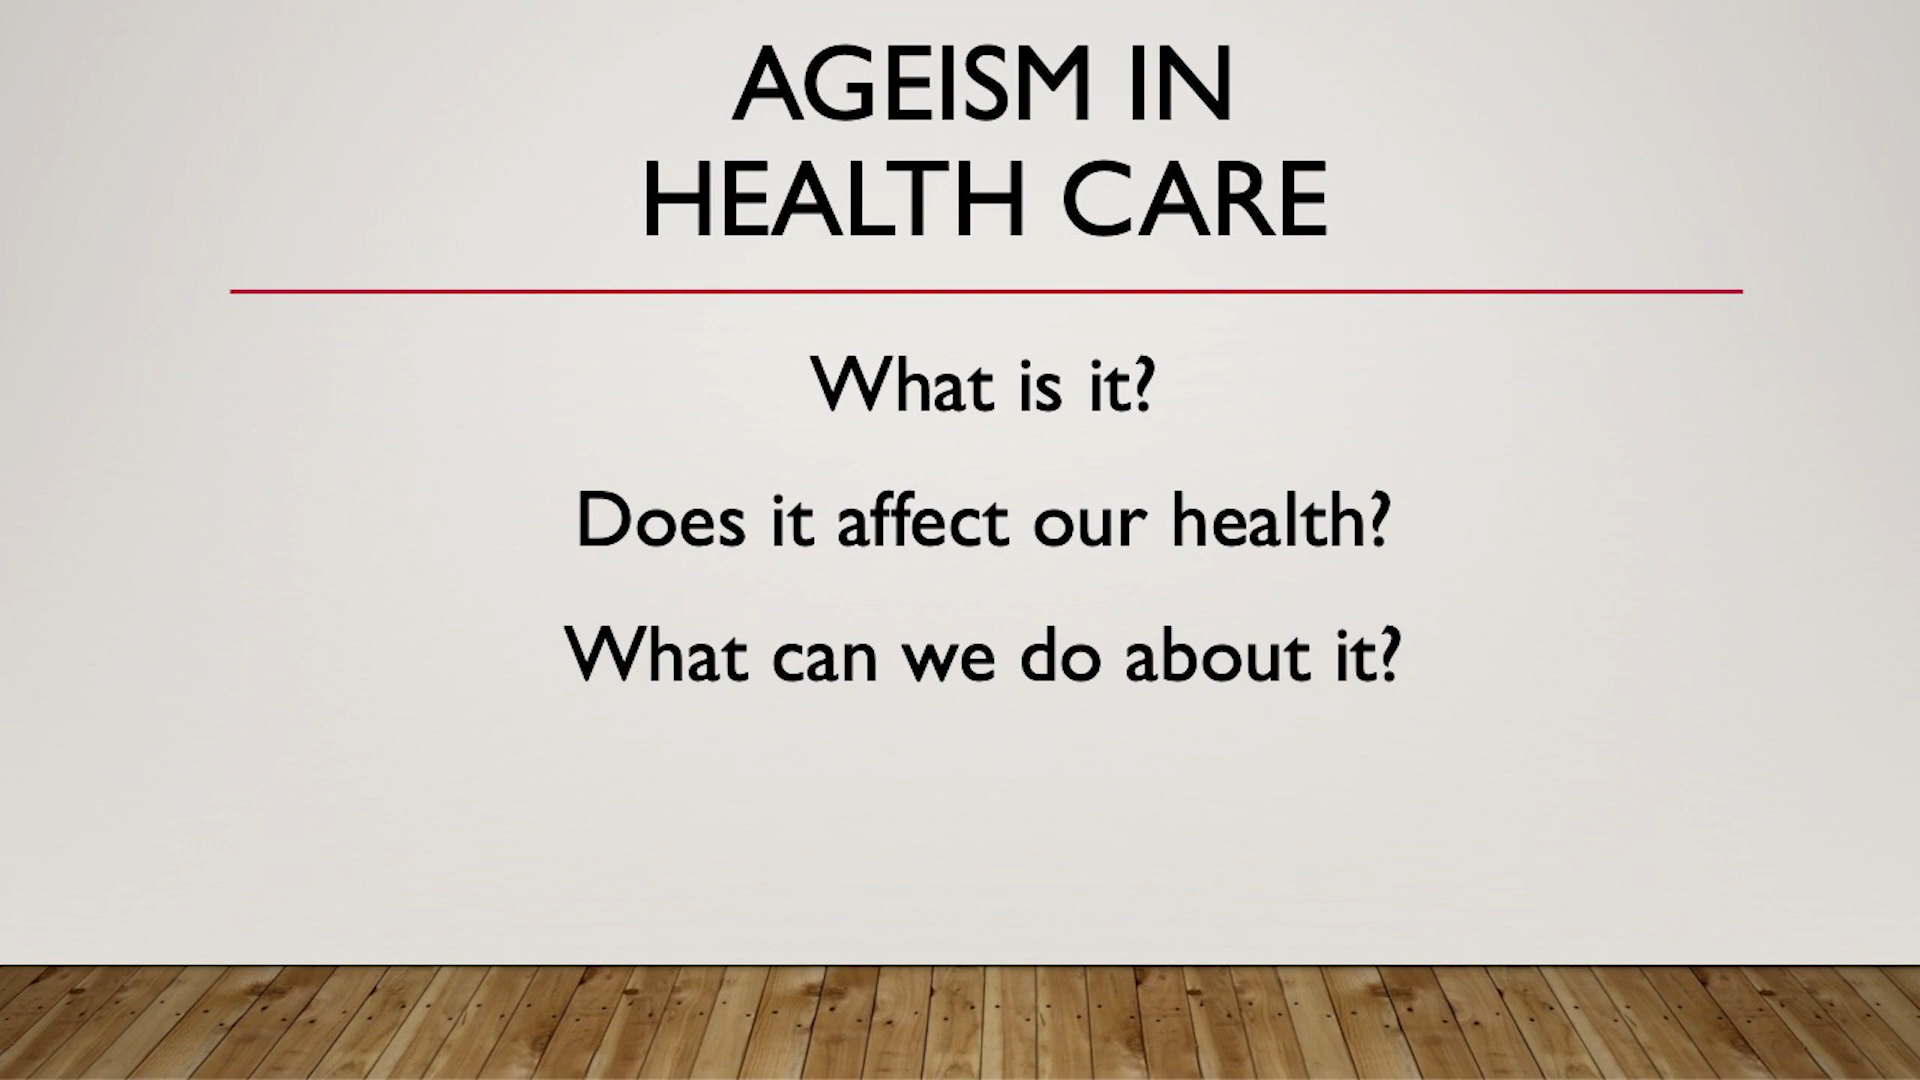 AGEISM IN
HEALTH CARE
What is it?
Does it affect our health?
What can we do about it?